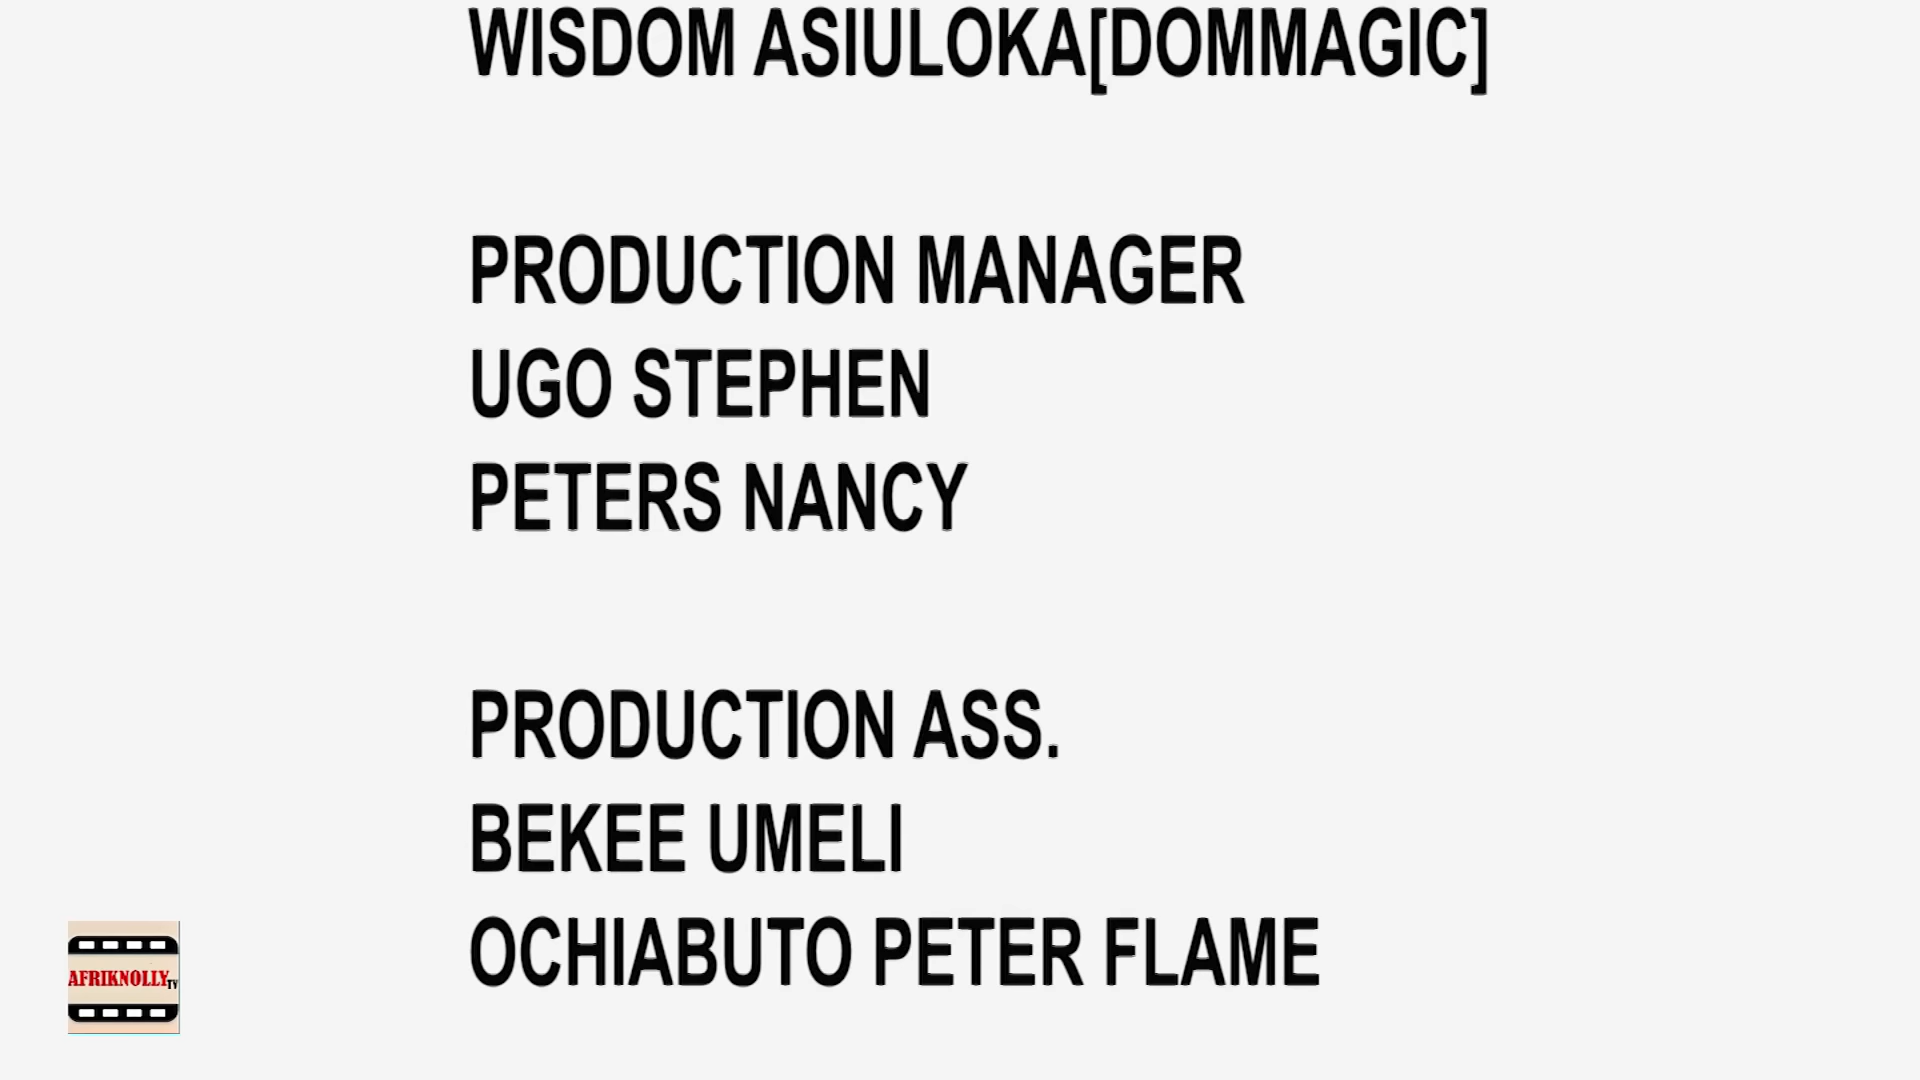 WISDOM ASIULOKA[DOMMAGIC]
PRODUCTION MANAGER
UGO STEPHEN
PETERS NANCY
PRODUCTION ASS.
BEKEE UMELI
OCHIABUTO PETER FLAME
AFRIKNOLLY TV